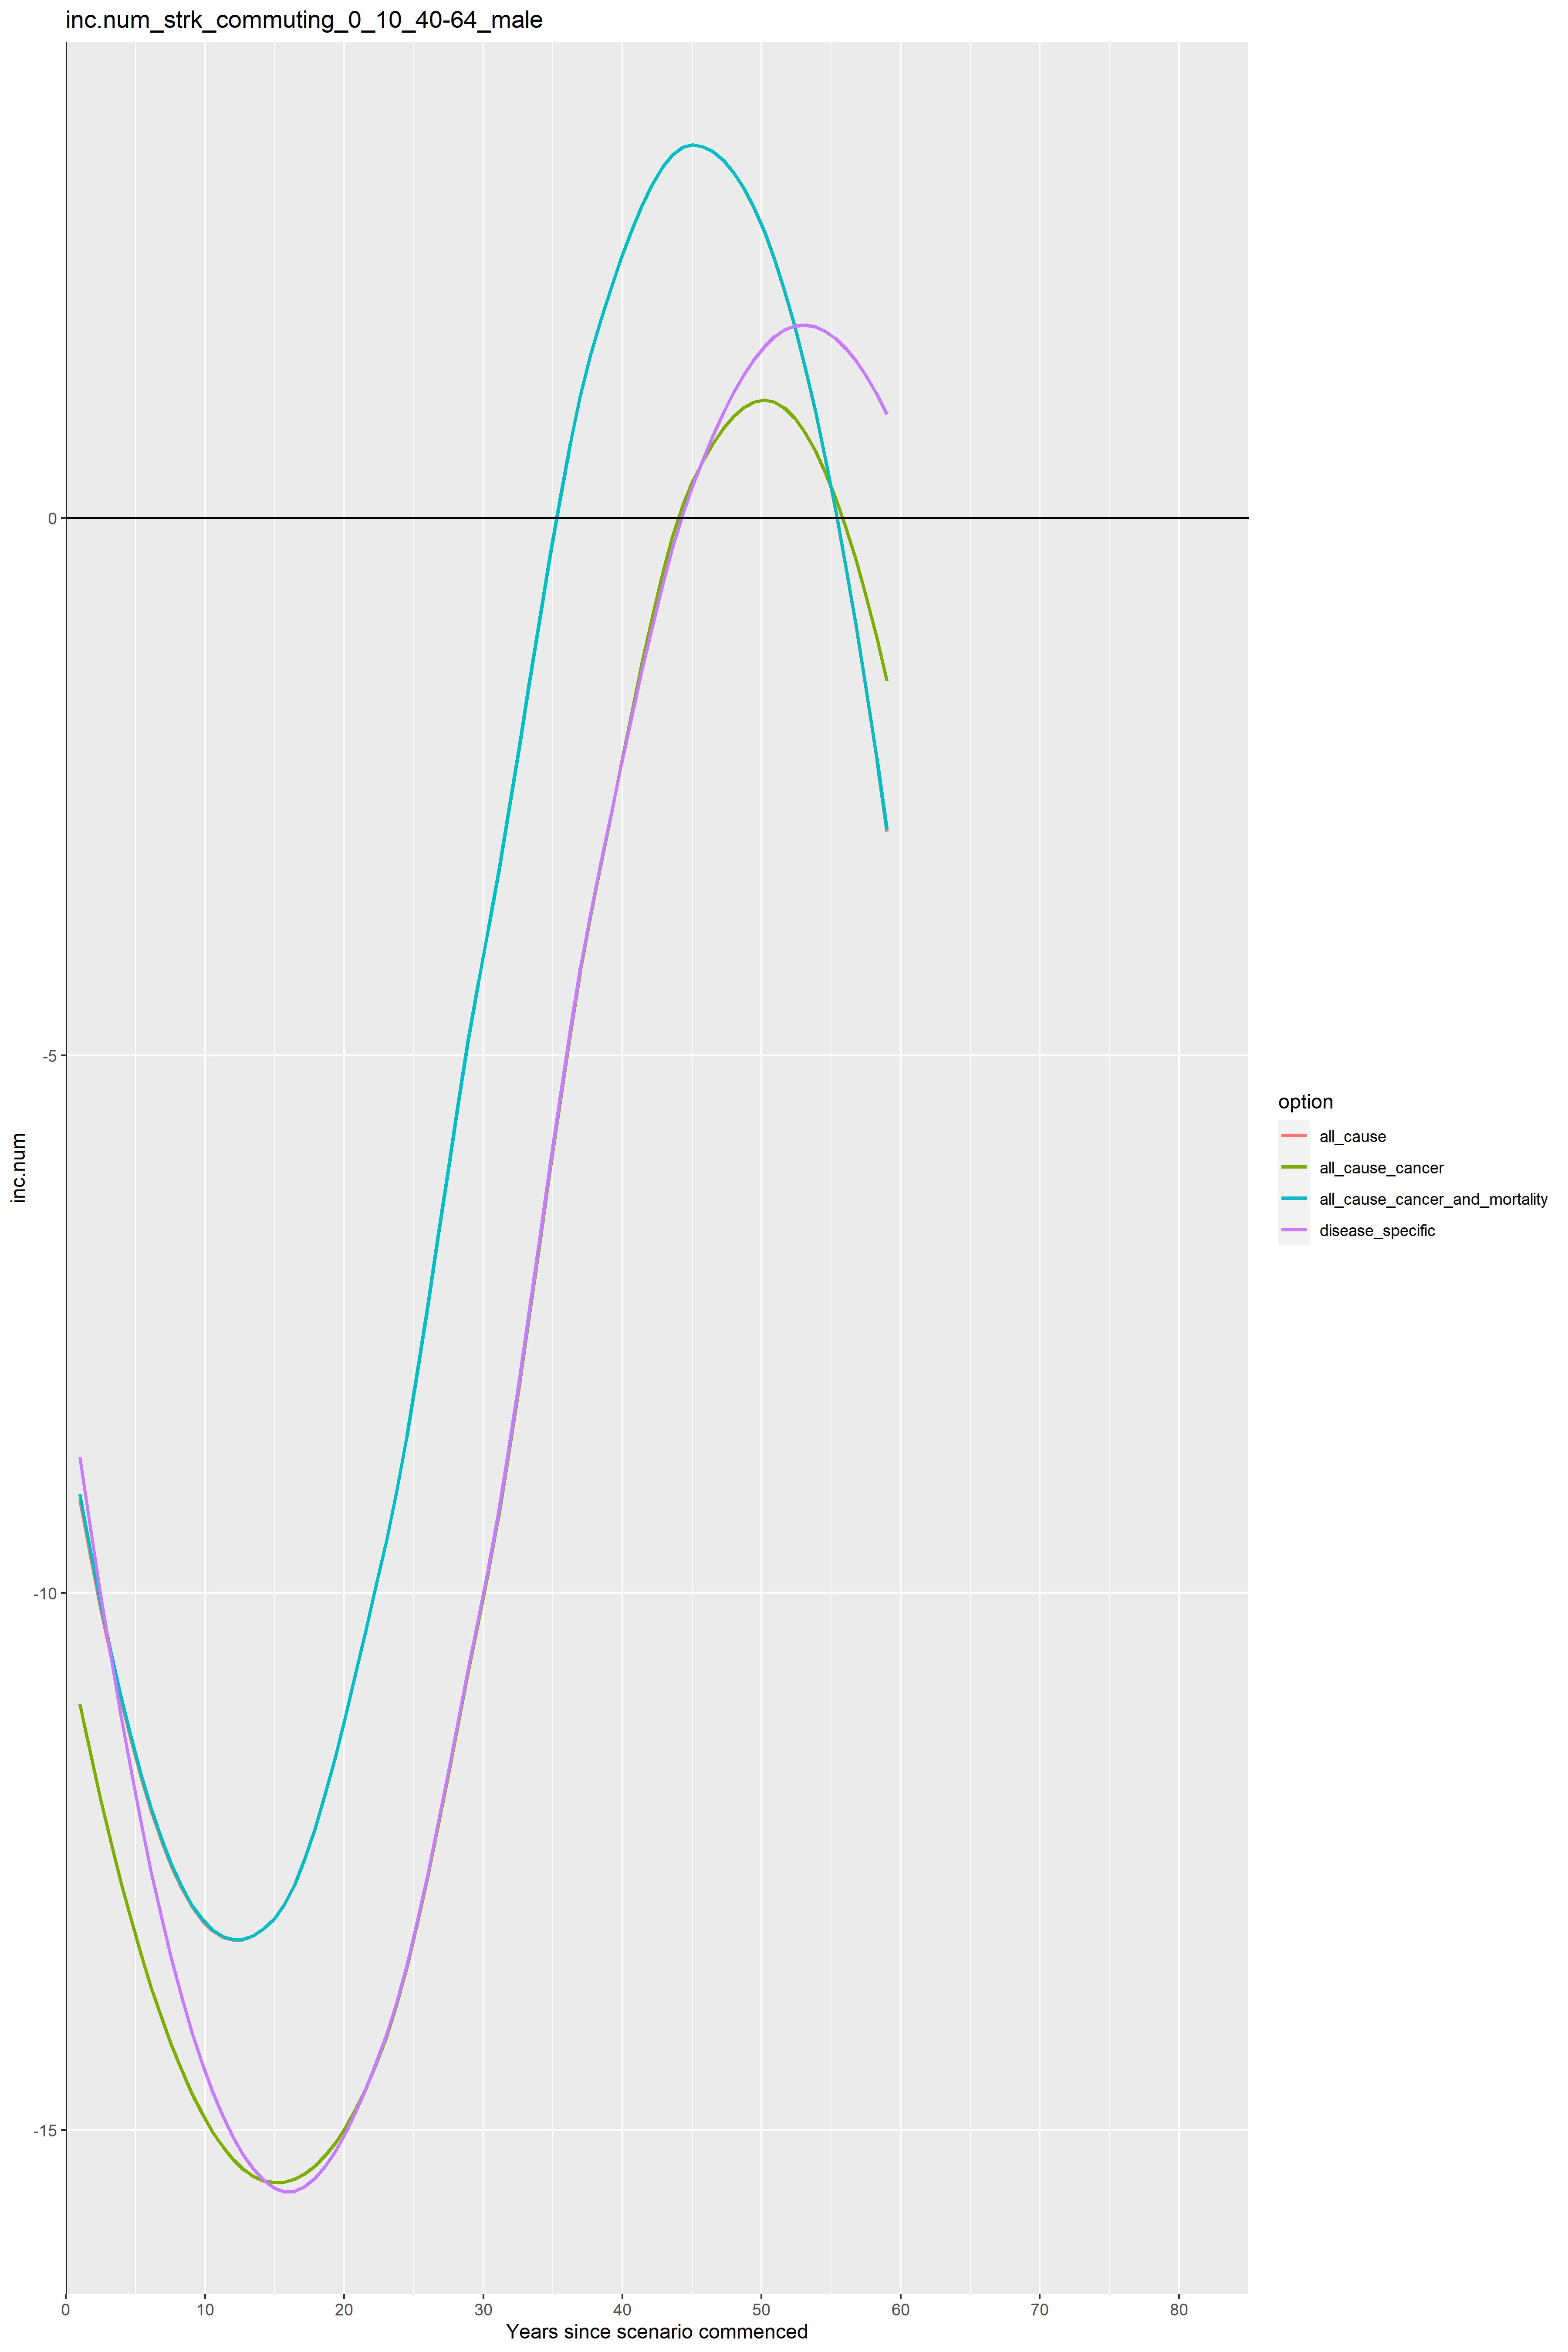 inc.num_strk_commuting_0_10_40-64_male
0
-5
-10
-15
inc.num
0 10 20 30 40 50 60 70 80
Years since scenario commenced
option
all_cause
all_cause_cancer
all_cause_cancer_and_mortality
disease_specific